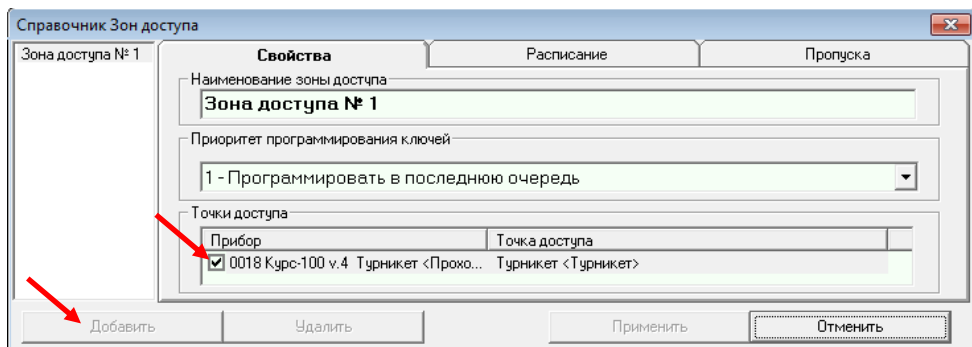 Справочник Зон доступа
Зона доступа № 1
Свойства
Расписание
Пропуска
Наименование зоны доступа
Зона доступа № 1
Приоритет программирования ключей
1 - Программировать в последнюю очередь
Точки доступа
Прибор Точка доступа
0018 Курс-100 v.4 Турникет <Прохо... Турникет <Турникет>
Добавить Удалить Применить Отменить